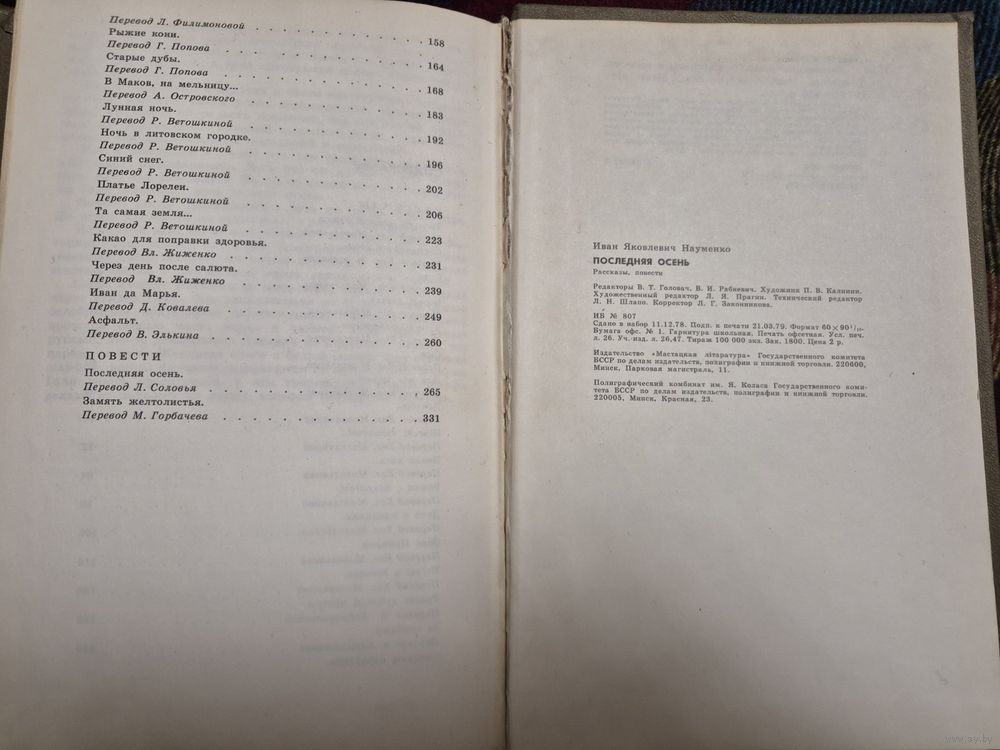 Перевод Л. Филимоновой . . . . . . . . . . . 158
Рыжие кони.
Перевод Г. Попова . . . . . . . . . . . . . 164
Старые дубы.
Перевод Г. Попова . . . . . . . . . . . . . 168
В Маков, на мельницу...
Перевод А. Островского . . . . . . . . . . . 183
Лунная ночь.
Перевод Р. Ветошкиной . . . . . . . . . . . 192
Ночь в литовском городке.
Перевод Р. Ветошкиной . . . . . . . . . . . 196
Синий снег.
Перевод Р. Ветошкиной . . . . . . . . . . . 202
Платье Лорелеи.
Перевод Р. Ветошкиной . . . . . . . . . . . 206
Та самая земля...
Перевод Р. Ветошкиной . . . . . . . . . . . 223
Какао для поправки здоровья.
Перевод Вл. Жиженко . . . . . . . . . . . . 231
Через день после салюта.
Перевод Вл. Жиженко . . . . . . . . . . . . 239
Иван да Марья.
Перевод Д. Ковалева . . . . . . . . . . . . 249
Асфальт.
Перевод В. Элькина . . . . . . . . . . . . . 260
ПОВЕСТИ
Последняя осень.
Перевод Л. Соловья . . . . . . . . . . . . . 265
Замять желтолистья.
Перевод М. Горбачева . . . . . . . . . . . . 331
Иван Яковлевич Науменко
ПОСЛЕДНЯЯ ОСЕНЬ
Рассказы, повести
Редакторы В. Т. Головач, В. И. Рабкевич. Художник П. В. Калинин.
Художественный редактор Л. Я. Прагин. Технический редактор
Л. Н. Шлапо. Корректор Л. Г. Законникова.
ИБ № 807
Сдано в набор 11.12.78. Подп. к печати 21.03.79. Формат 60×90¹/₁₆.
Бумага офс. № 1. Гарнитура школьная. Печать офсетная. Усл. печ.
л. 26. Уч.-изд. л. 26,47. Тираж 100 000 экз. Зак. 1800. Цена 2 р.
Издательство «Мастацкая літаратура» Государственного комитета
БССР по делам издательств, полиграфии и книжной торговли. 220600,
Минск, Парковая магистраль, 11.
Полиграфический комбинат им. Я. Коласа Государственного коми-
тета БССР по делам издательств, полиграфии и книжной торговли.
220005, Минск, Красная, 23.
www.ay.by